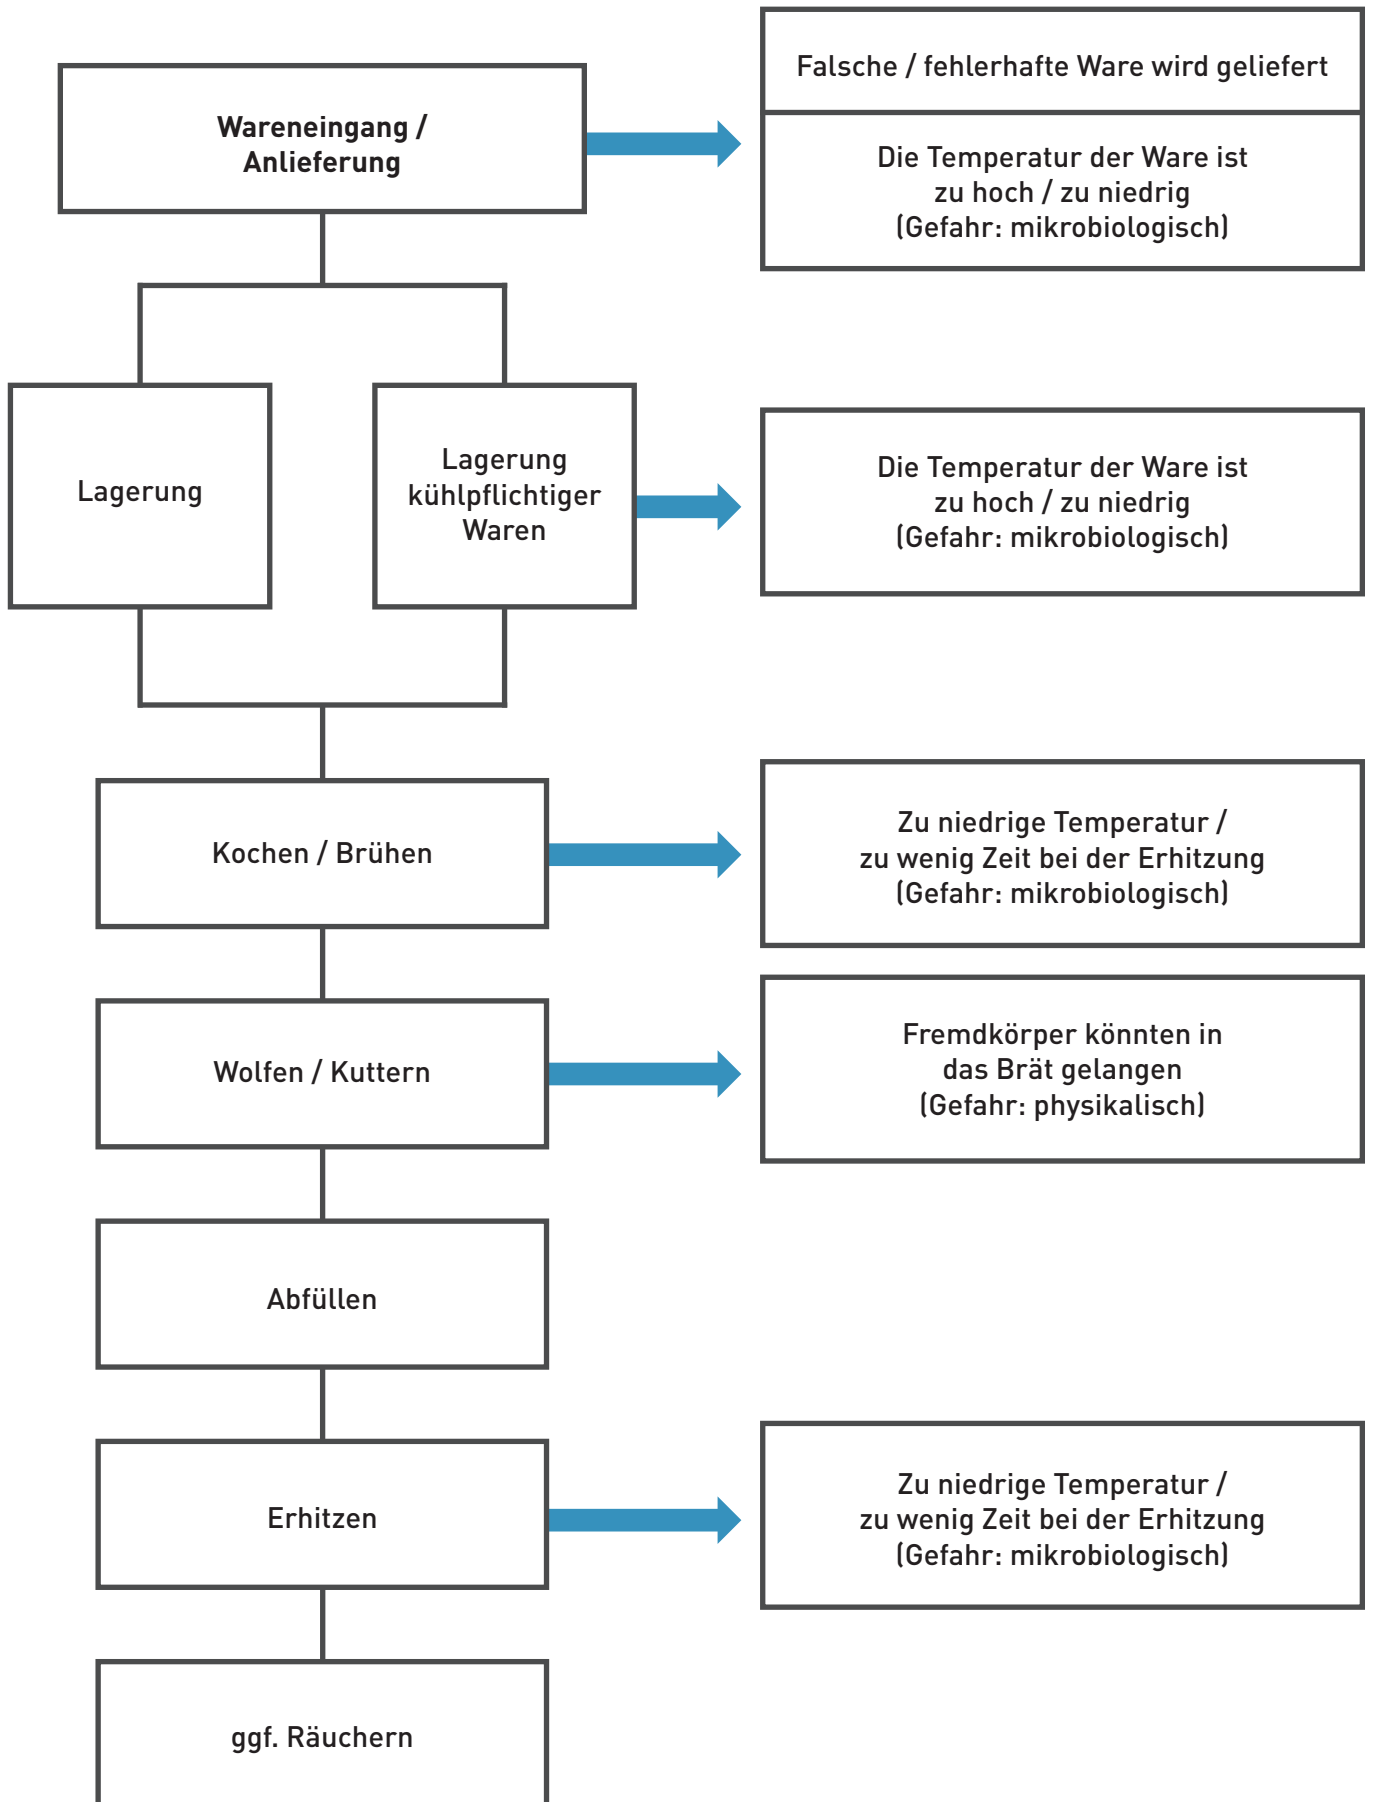 Falsche / fehlerhafte Ware wird geliefert
Wareneingang /
Anlieferung
Die Temperatur der Ware ist
zu hoch / zu niedrig
(Gefahr: mikrobiologisch)
Lagerung
Lagerung
kühlpflichtiger
Waren
Die Temperatur der Ware ist
zu hoch / zu niedrig
(Gefahr: mikrobiologisch)
Kochen / Brühen
Zu niedrige Temperatur /
zu wenig Zeit bei der Erhitzung
(Gefahr: mikrobiologisch)
Wolfen / Kuttern
Fremdkörper könnten in
das Brät gelangen
(Gefahr: physikalisch)
Abfüllen
Erhitzen
Zu niedrige Temperatur /
zu wenig Zeit bei der Erhitzung
(Gefahr: mikrobiologisch)
ggf. Räuchern